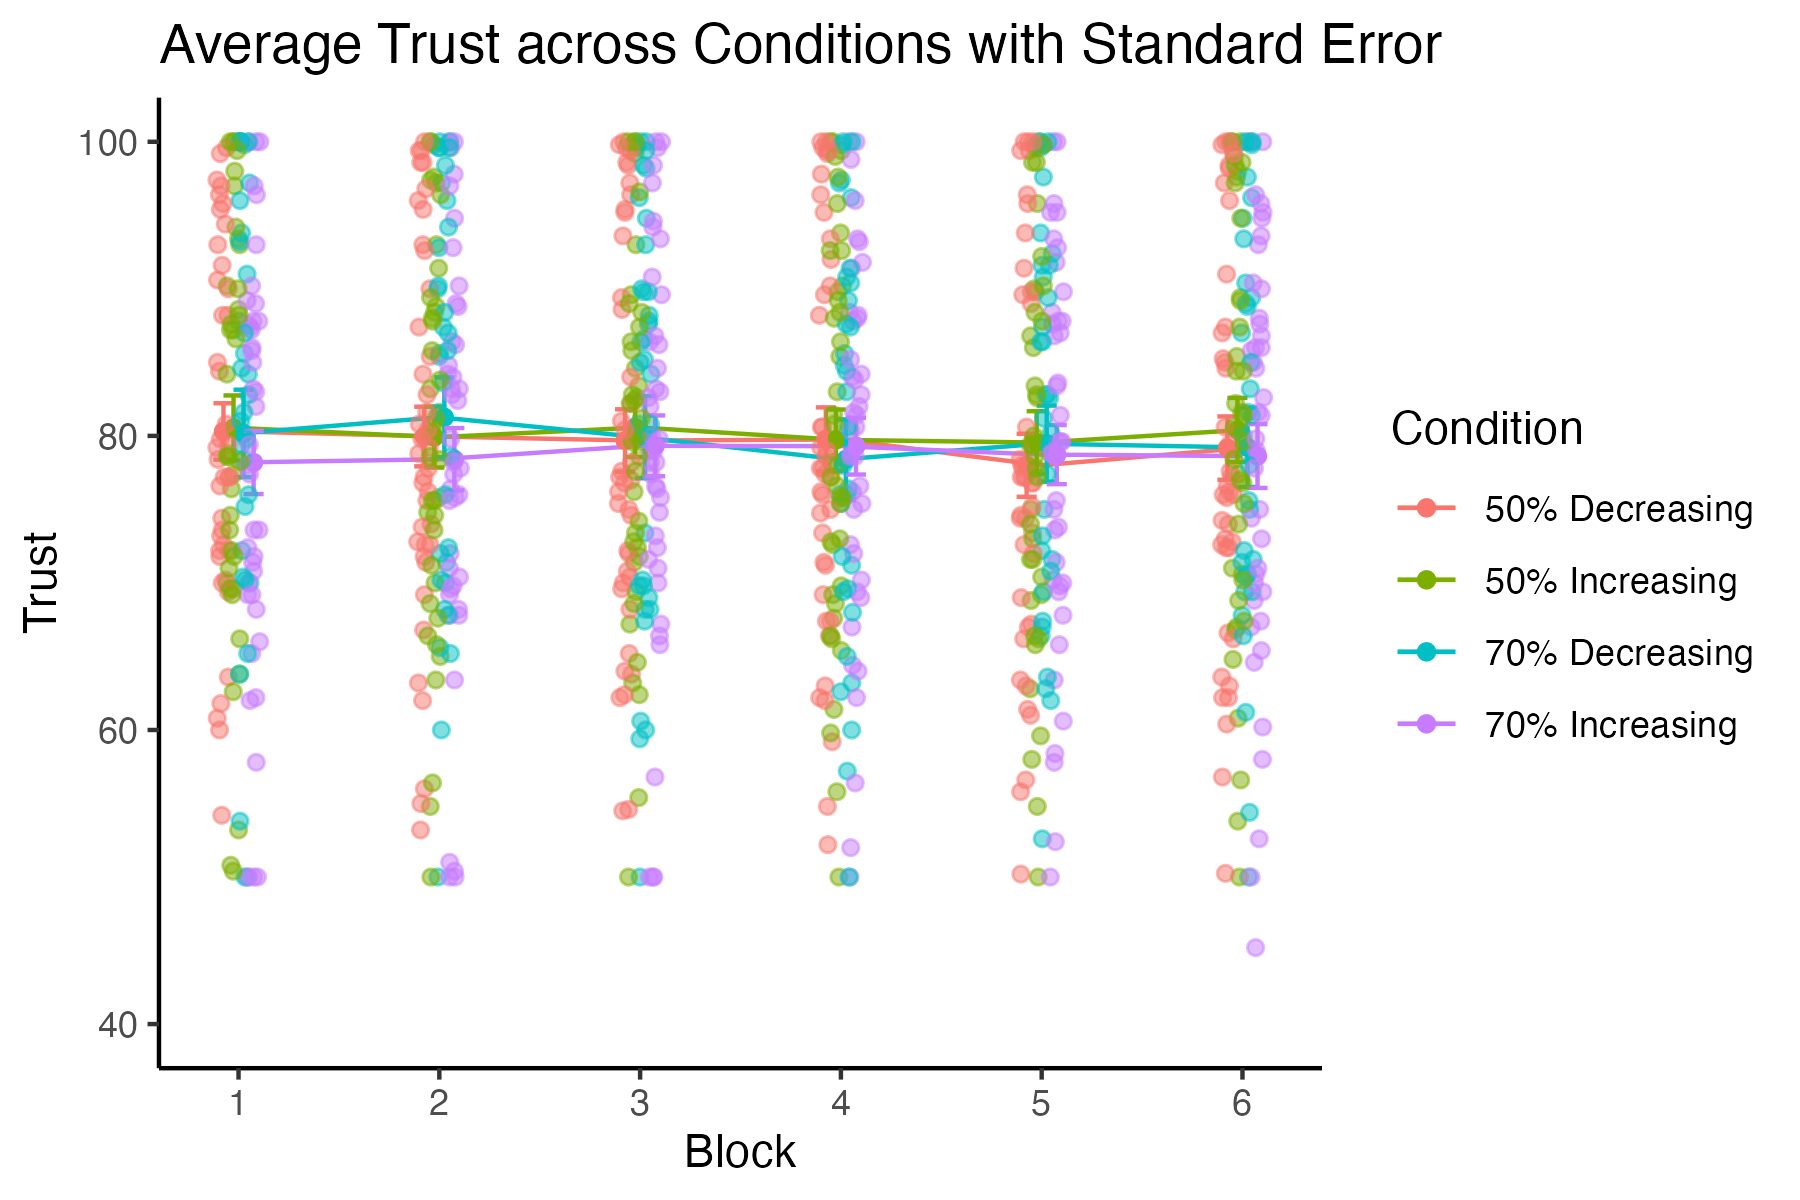 Average Trust across Conditions with Standard Error
100
80
60
40
Trust
1 2 3 4 5 6
Block
Condition
50% Decreasing
50% Increasing
70% Decreasing
70% Increasing